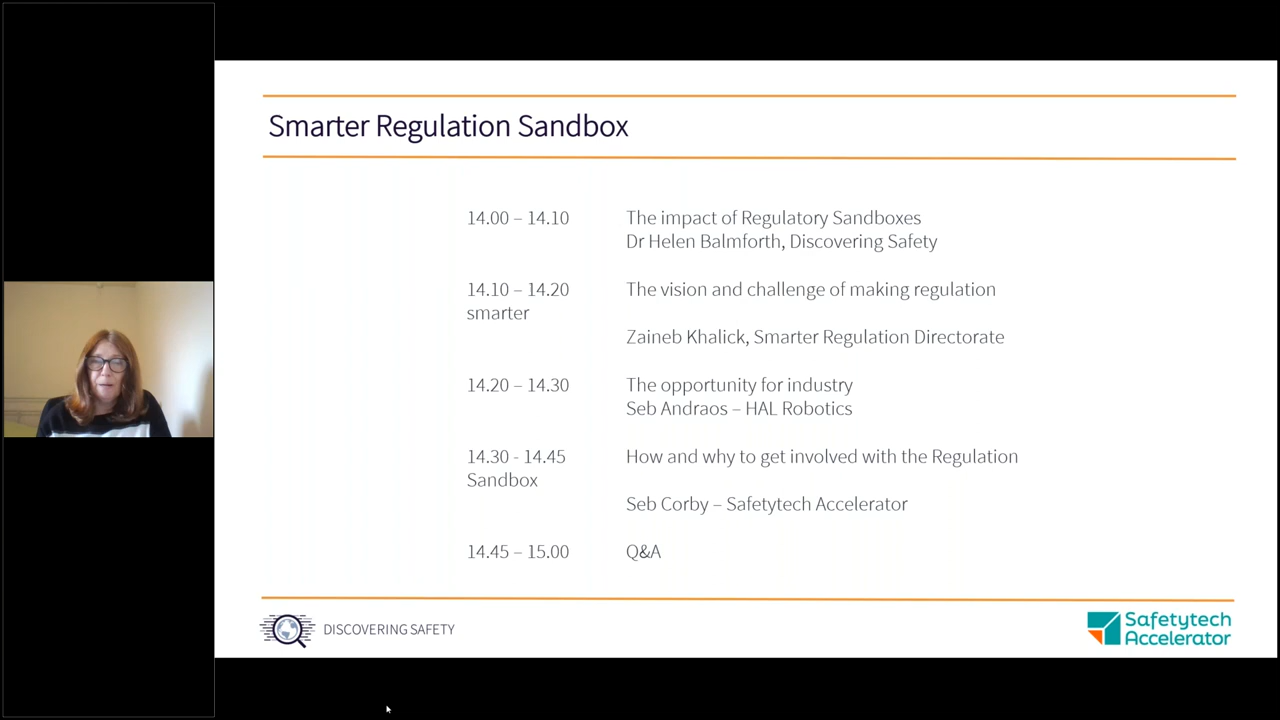 Smarter Regulation Sandbox
14.00 – 14.10 The impact of Regulatory Sandboxes
Dr Helen Balmforth, Discovering Safety
14.10 – 14.20 The vision and challenge of making regulation
smarter
Zaineb Khalick, Smarter Regulation Directorate
14.20 – 14.30 The opportunity for industry
Seb Andraos – HAL Robotics
14.30 - 14.45 How and why to get involved with the Regulation
Sandbox
Seb Corby – Safetytech Accelerator
14.45 – 15.00 Q&A
DISCOVERING SAFETY
Safetytech
Accelerator